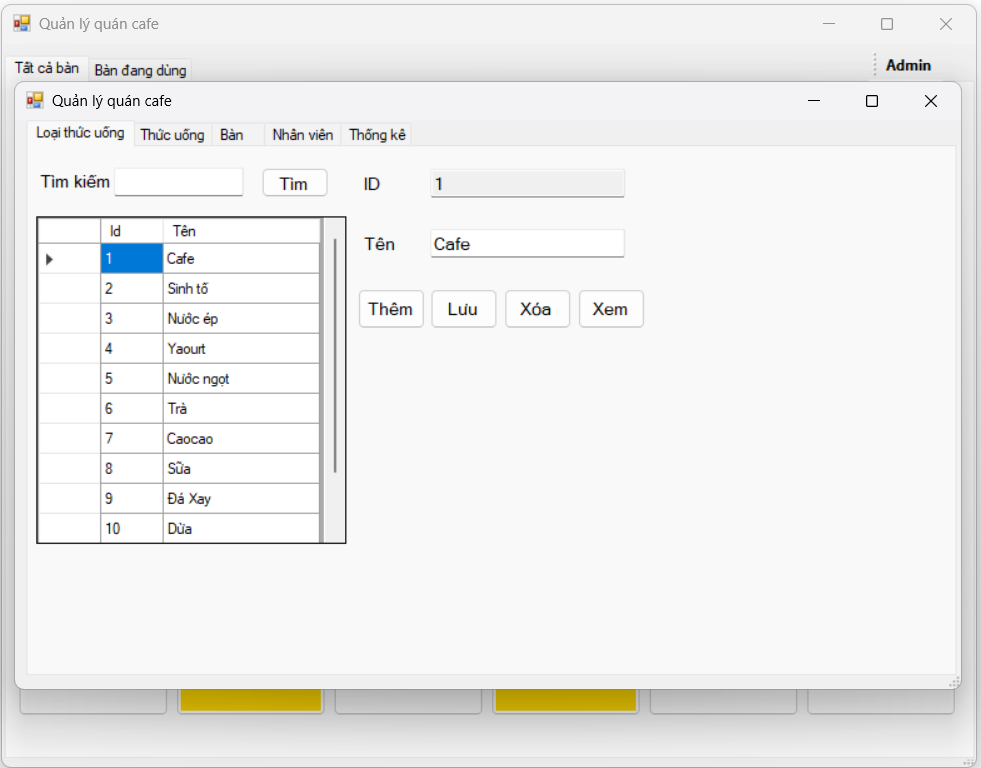 Quản lý quán cafe
Tất cả bàn Bàn đang dùng Admin
Quản lý quán cafe
Loại thức uống Thức uống Bàn Nhân viên Thống kê
Tìm kiếm Tìm ID 1
Id Tên
Tên Cafe
1 Cafe
2 Sinh tố
3 Nước ép
Thêm Lưu Xóa Xem
4 Yaourt
5 Nước ngọt
6 Trà
7 Caocao
8 Sữa
9 Đá Xay
10 Dừa